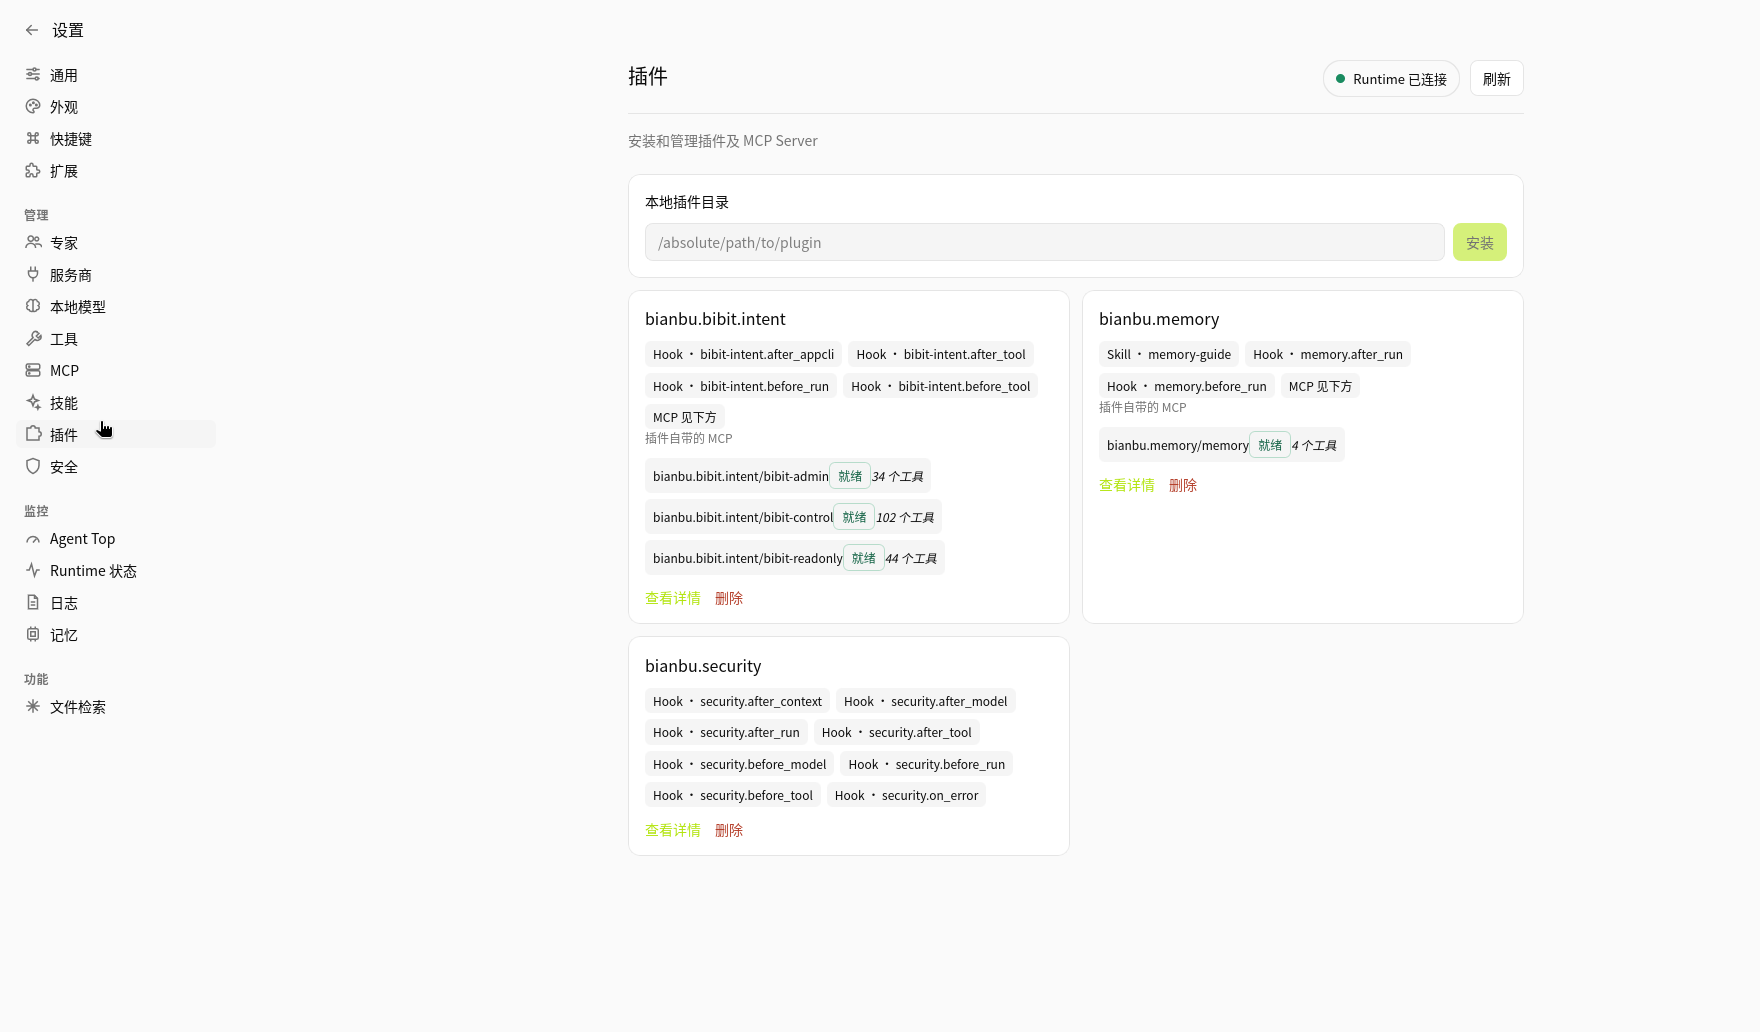 设置
通用
外观
快捷键
扩展
管理
专家
服务商
本地模型
工具
MCP
技能
插件
安全
监控
Agent Top
Runtime 状态
日志
记忆
功能
文件检索
插件
Runtime 已连接
刷新
安装和管理插件及 MCP Server
本地插件目录
/absolute/path/to/plugin
安装
bianbu.bibit.intent
Hook · bibit-intent.after_appcli
Hook · bibit-intent.after_tool
Hook · bibit-intent.before_run
Hook · bibit-intent.before_tool
MCP 见下方
插件自带的 MCP
bianbu.bibit.intent/bibit-admin 就绪 34 个工具
bianbu.bibit.intent/bibit-control 就绪 102 个工具
bianbu.bibit.intent/bibit-readonly 就绪 44 个工具
查看详情 删除
bianbu.memory
Skill · memory-guide
Hook · memory.after_run
Hook · memory.before_run
MCP 见下方
插件自带的 MCP
bianbu.memory/memory 就绪 4 个工具
查看详情 删除
bianbu.security
Hook · security.after_context
Hook · security.after_model
Hook · security.after_run
Hook · security.after_tool
Hook · security.before_model
Hook · security.before_run
Hook · security.before_tool
Hook · security.on_error
查看详情 删除